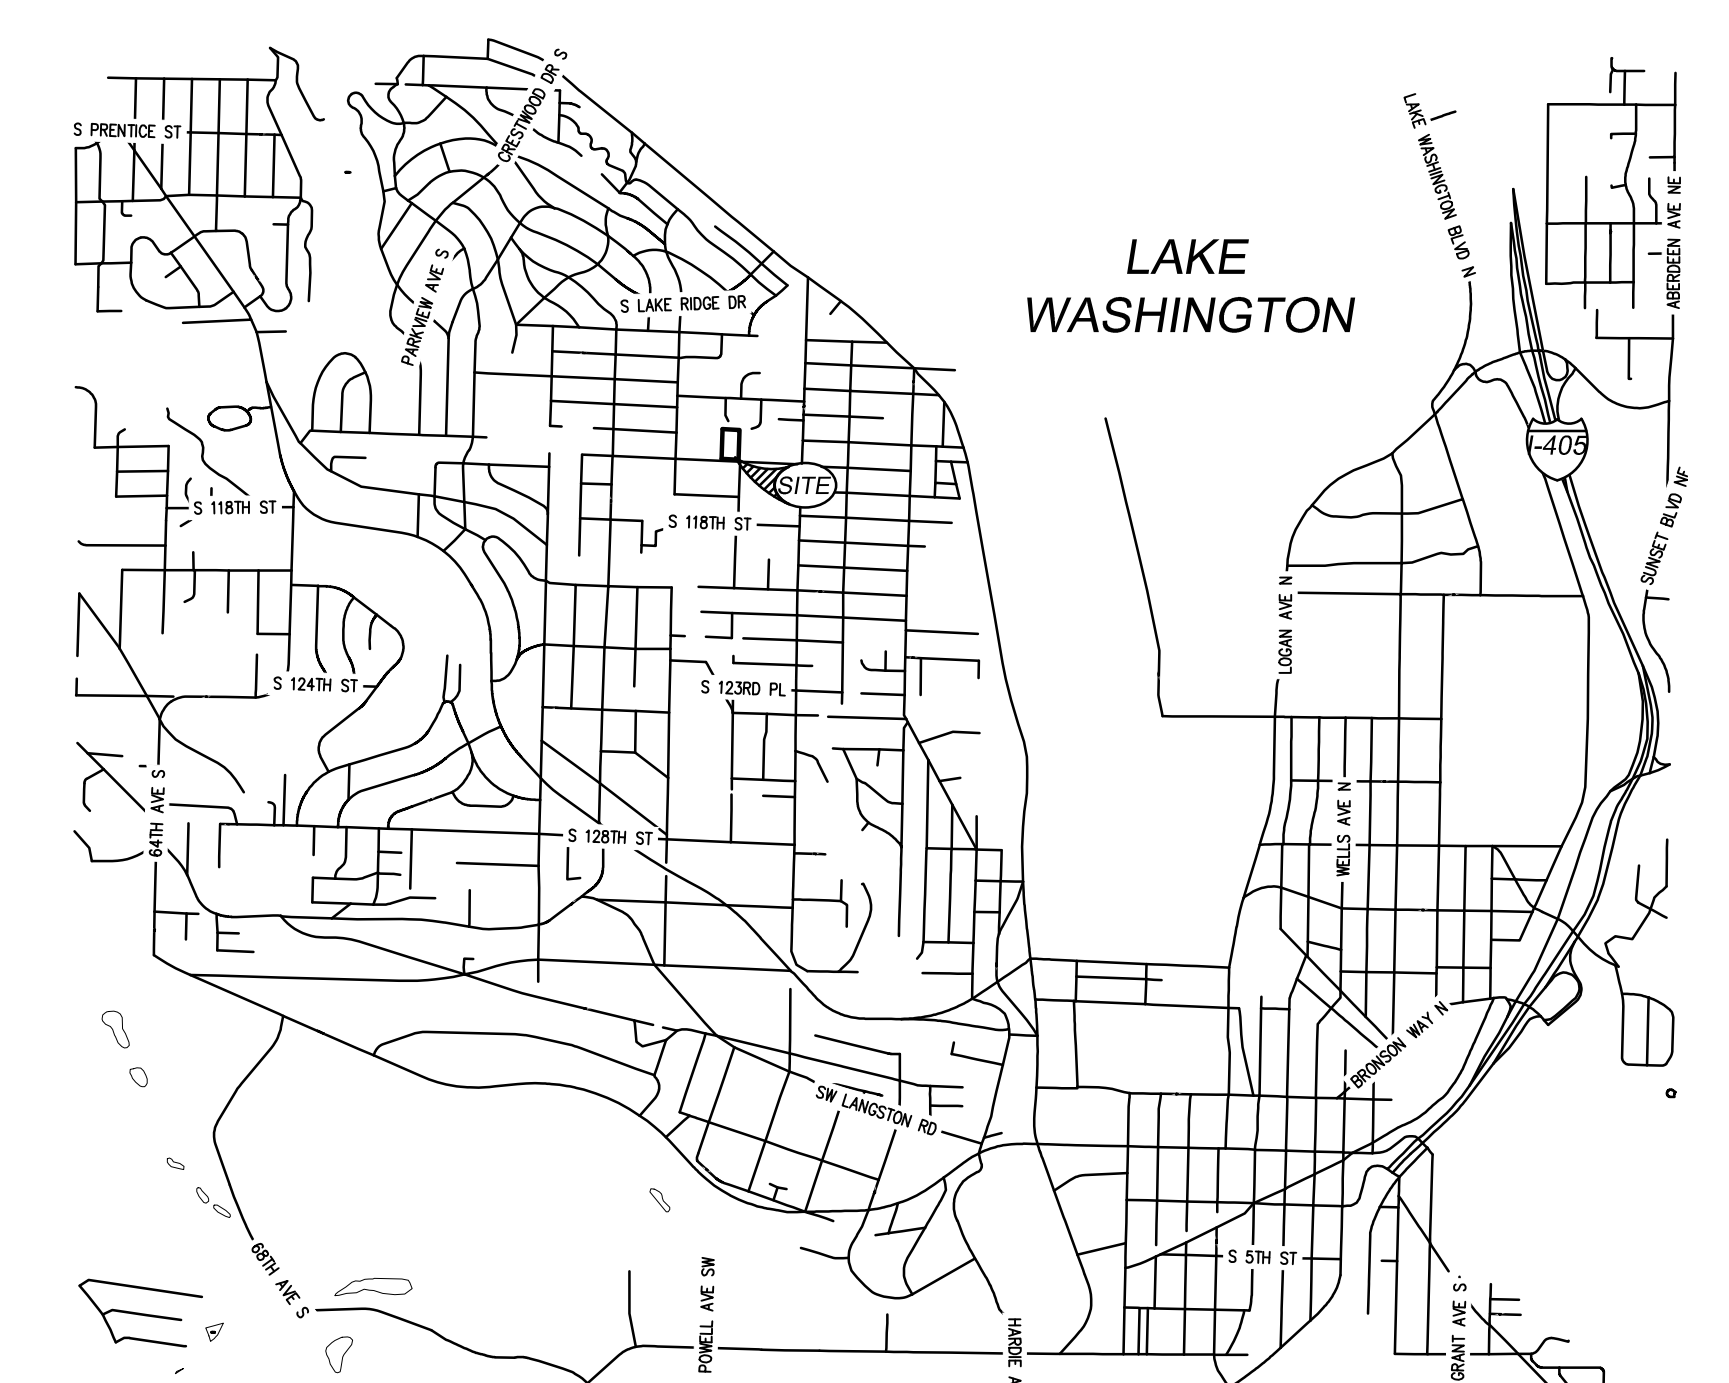 CRESTWOOD DR S
LAKE WASHINGTON BLVD N
S PRENTICE ST
ABERDEEN AVE NE
LAKE
WASHINGTON
PARKVIEW AVE S
S LAKE RIDGE DR
I-405
SITE
S 118TH ST
S 118TH ST
SUNSET BLVD NE
LOGAN AVE N
S 124TH ST
S 123RD PL
64TH AVE S
WELLS AVE N
S 128TH ST
BRONSON WAY N
SW LANGSTON RD
68TH AVE S
S 5TH ST
POWELL AVE SW
HARDIE A
GRANT AVE S